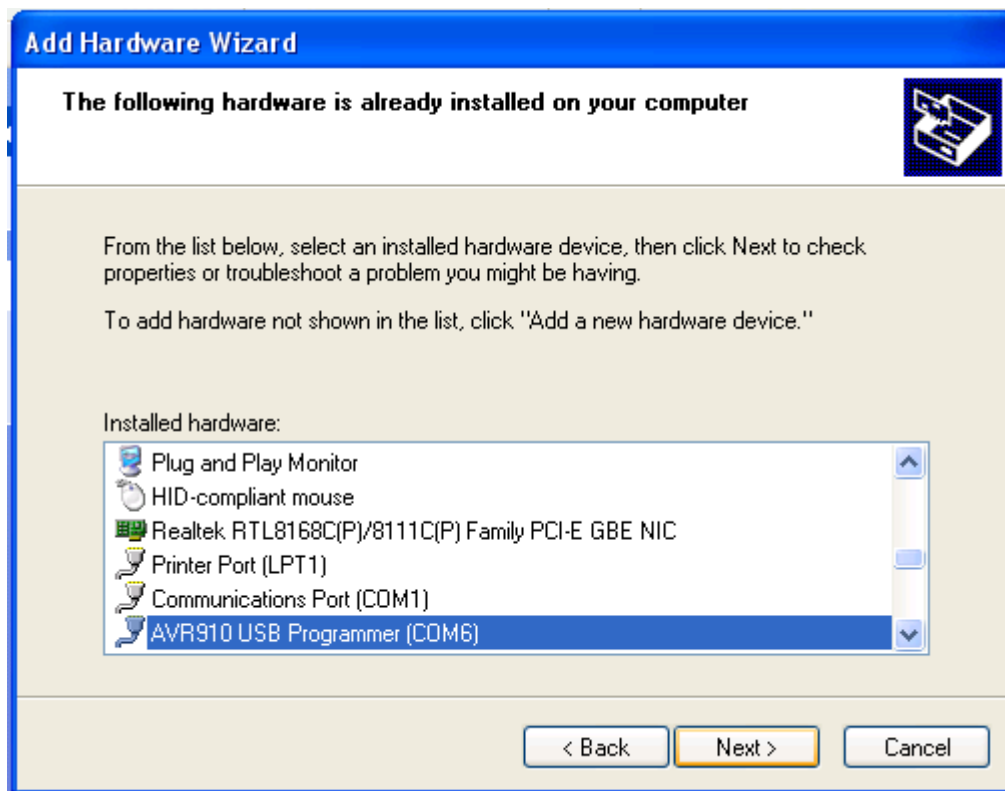 Add Hardware Wizard
The following hardware is already installed on your computer
From the list below, select an installed hardware device, then click Next to check
properties or troubleshoot a problem you might be having.
To add hardware not shown in the list, click "Add a new hardware device."
Installed hardware:
Plug and Play Monitor
HID-compliant mouse
Realtek RTL8168C(P)/8111C(P) Family PCI-E GBE NIC
Printer Port (LPT1)
Communications Port (COM1)
AVR910 USB Programmer (COM6)
< Back
Next >
Cancel